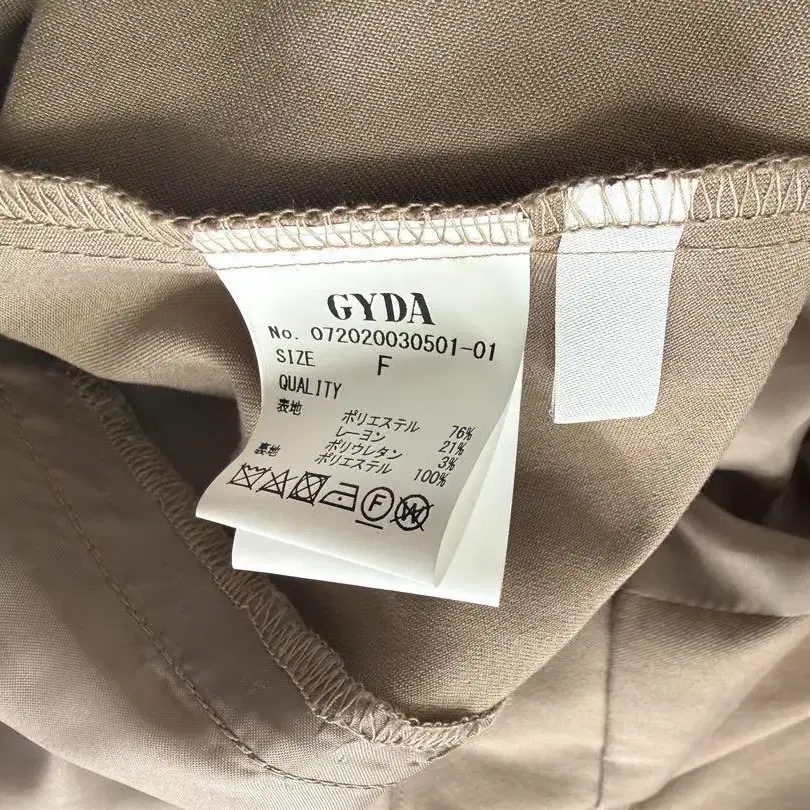 GYDA
No. 072020030501-01
SIZE F
QUALITY
表地 ポリエステル 76%
レーヨン 21%
ポリウレタン 3%
裏地 ポリエステル 100%
F
W